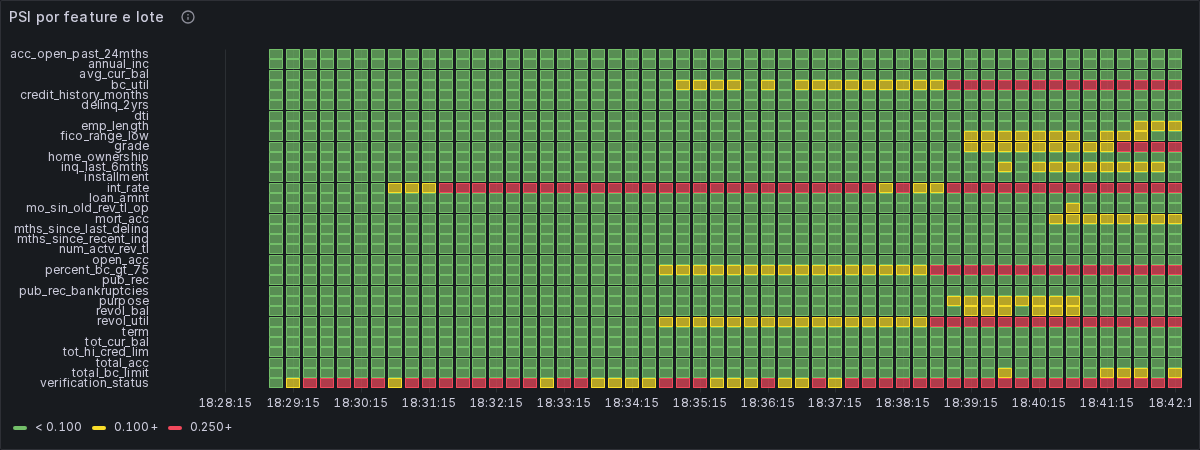 PSI por feature e lote
acc_open_past_24mths
annual_inc
avg_cur_bal
bc_util
credit_history_months
delinq_2yrs
dti
emp_length
fico_range_low
grade
home_ownership
inq_last_6mths
installment
int_rate
loan_amnt
mo_sin_old_rev_tl_op
mort_acc
mths_since_last_delinq
mths_since_recent_inq
num_actv_rev_tl
open_acc
percent_bc_gt_75
pub_rec
pub_rec_bankruptcies
purpose
revol_bal
revol_util
term
tot_cur_bal
tot_hi_cred_lim
total_acc
total_bc_limit
verification_status
18:28:15 18:29:15 18:30:15 18:31:15 18:32:15 18:33:15 18:34:15 18:35:15 18:36:15 18:37:15 18:38:15 18:39:15 18:40:15 18:41:15 18:42:1
< 0.100 0.100+ 0.250+